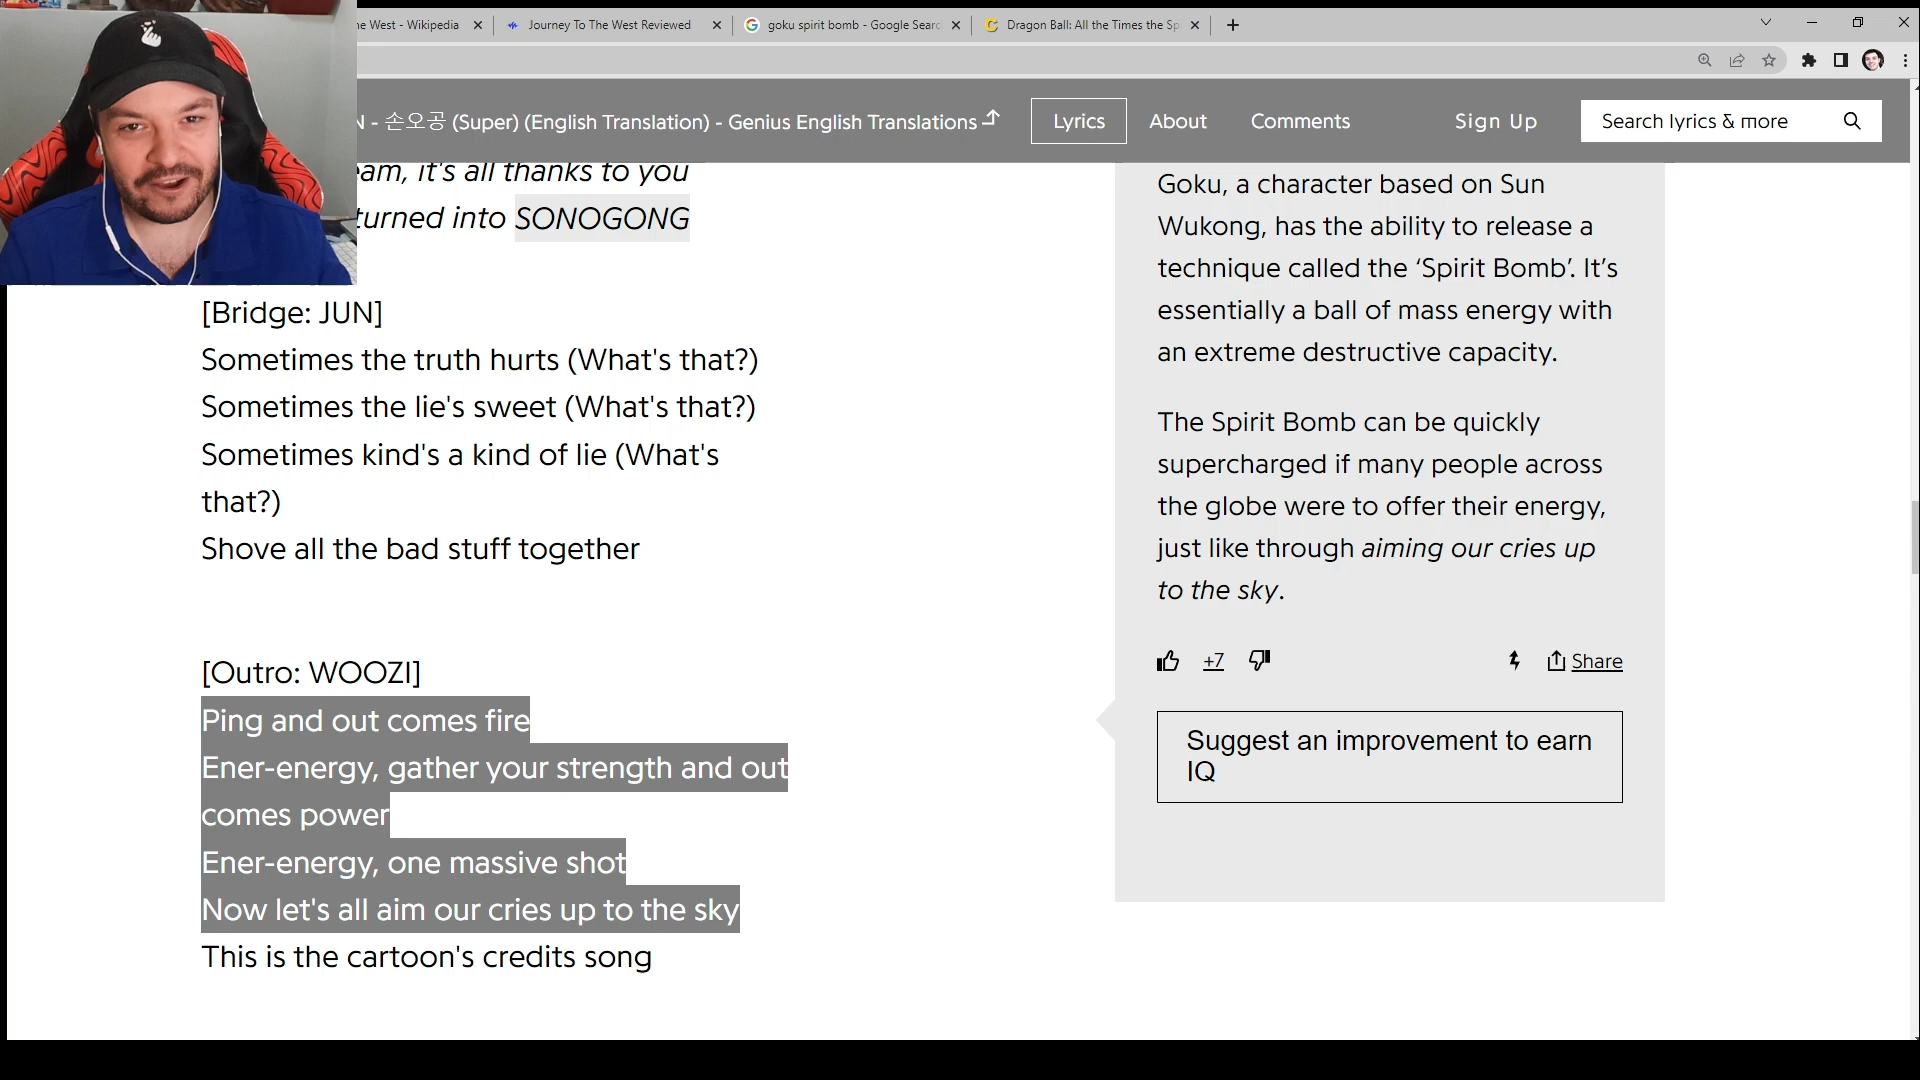 he West - Wikipedia
Journey To The West Reviewed
goku spirit bomb - Google Searc
Dragon Ball: All the Times the Sp
N - 손오공 (Super) (English Translation) - Genius English Translations
Lyrics
About
Comments
Sign Up
Search lyrics & more
eam, it's all thanks to you
turned into SONOGONG
[Bridge: JUN]
Sometimes the truth hurts (What's that?)
Sometimes the lie's sweet (What's that?)
Sometimes kind's a kind of lie (What's
that?)
Shove all the bad stuff together
[Outro: WOOZI]
Ping and out comes fire
Ener-energy, gather your strength and out
comes power
Ener-energy, one massive shot
Now let's all aim our cries up to the sky
This is the cartoon's credits song
Goku, a character based on Sun
Wukong, has the ability to release a
technique called the ‘Spirit Bomb’. It’s
essentially a ball of mass energy with
an extreme destructive capacity.
The Spirit Bomb can be quickly
supercharged if many people across
the globe were to offer their energy,
just like through aiming our cries up
to the sky.
+7
Share
Suggest an improvement to earn
IQ